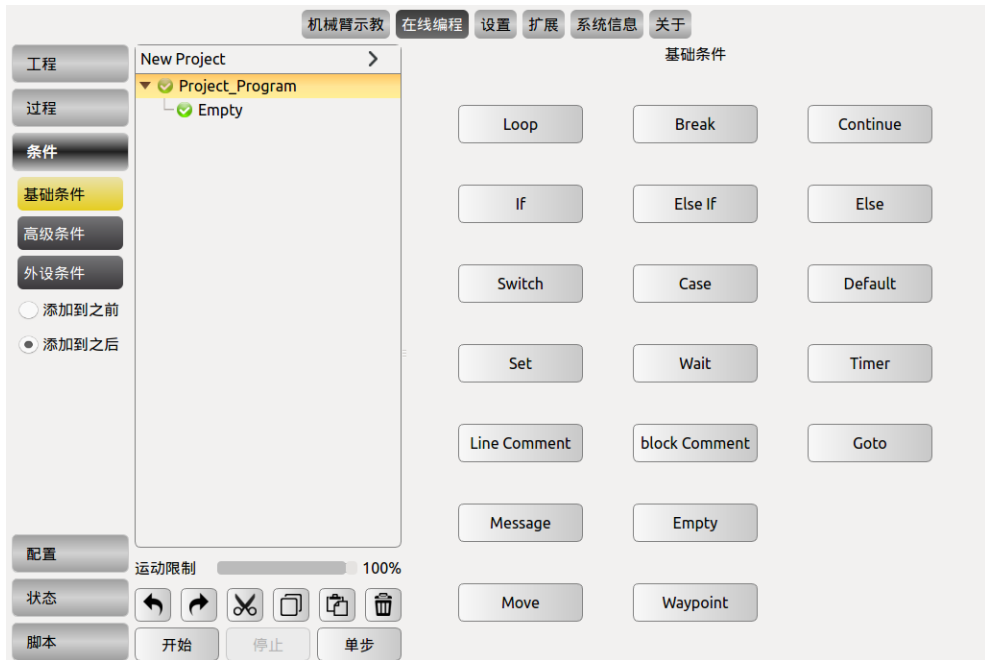 机械臂示教 在线编程 设置 扩展 系统信息 关于
工程
过程
条件
基础条件
高级条件
外设条件
添加到之前
添加到之后
配置
状态
脚本
New Project
Project_Program
Empty
运动限制 100%
开始 停止 单步
基础条件
Loop Break Continue
If Else If Else
Switch Case Default
Set Wait Timer
Line Comment block Comment Goto
Message Empty
Move Waypoint